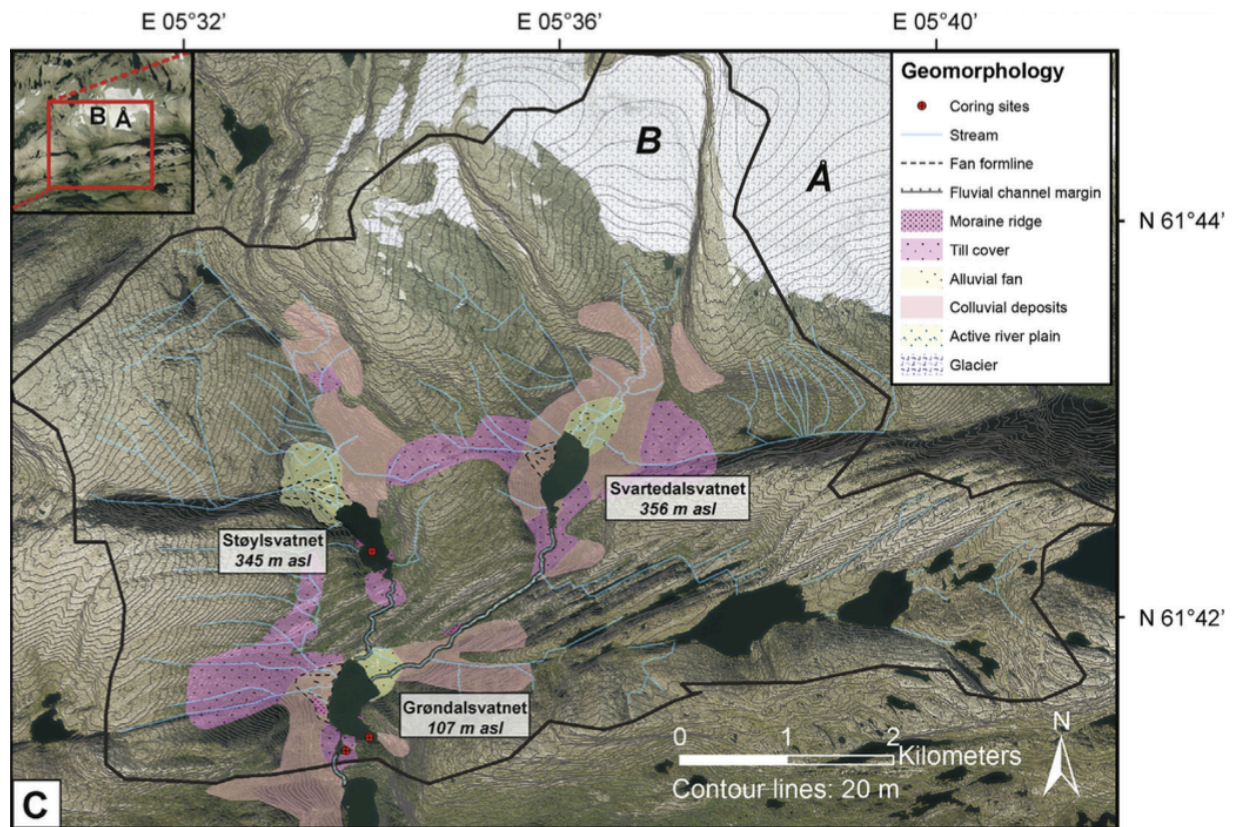 E 05°32’ E 05°36’ E 05°40’
B Å
B
Å
Geomorphology
Coring sites
Stream
Fan formline
Fluvial channel margin
Moraine ridge
Till cover
Alluvial fan
Colluvial deposits
Active river plain
Glacier
N 61°44’
Svartedalsvatnet
356 m asl
Støylsvatnet
345 m asl
N 61°42’
Grøndalsvatnet
107 m asl
N
0 1 2
Kilometers
Contour lines: 20 m
C